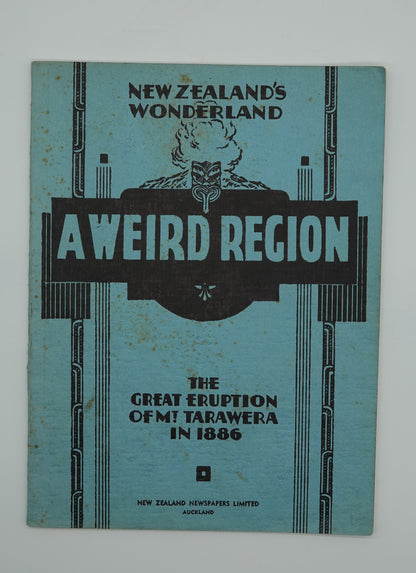 NEW ZEALAND'S
WONDERLAND
A WEIRD REGION
THE
GREAT ERUPTION
OF MT TARAWERA
IN 1886
NEW ZEALAND NEWSPAPERS LIMITED
AUCKLAND